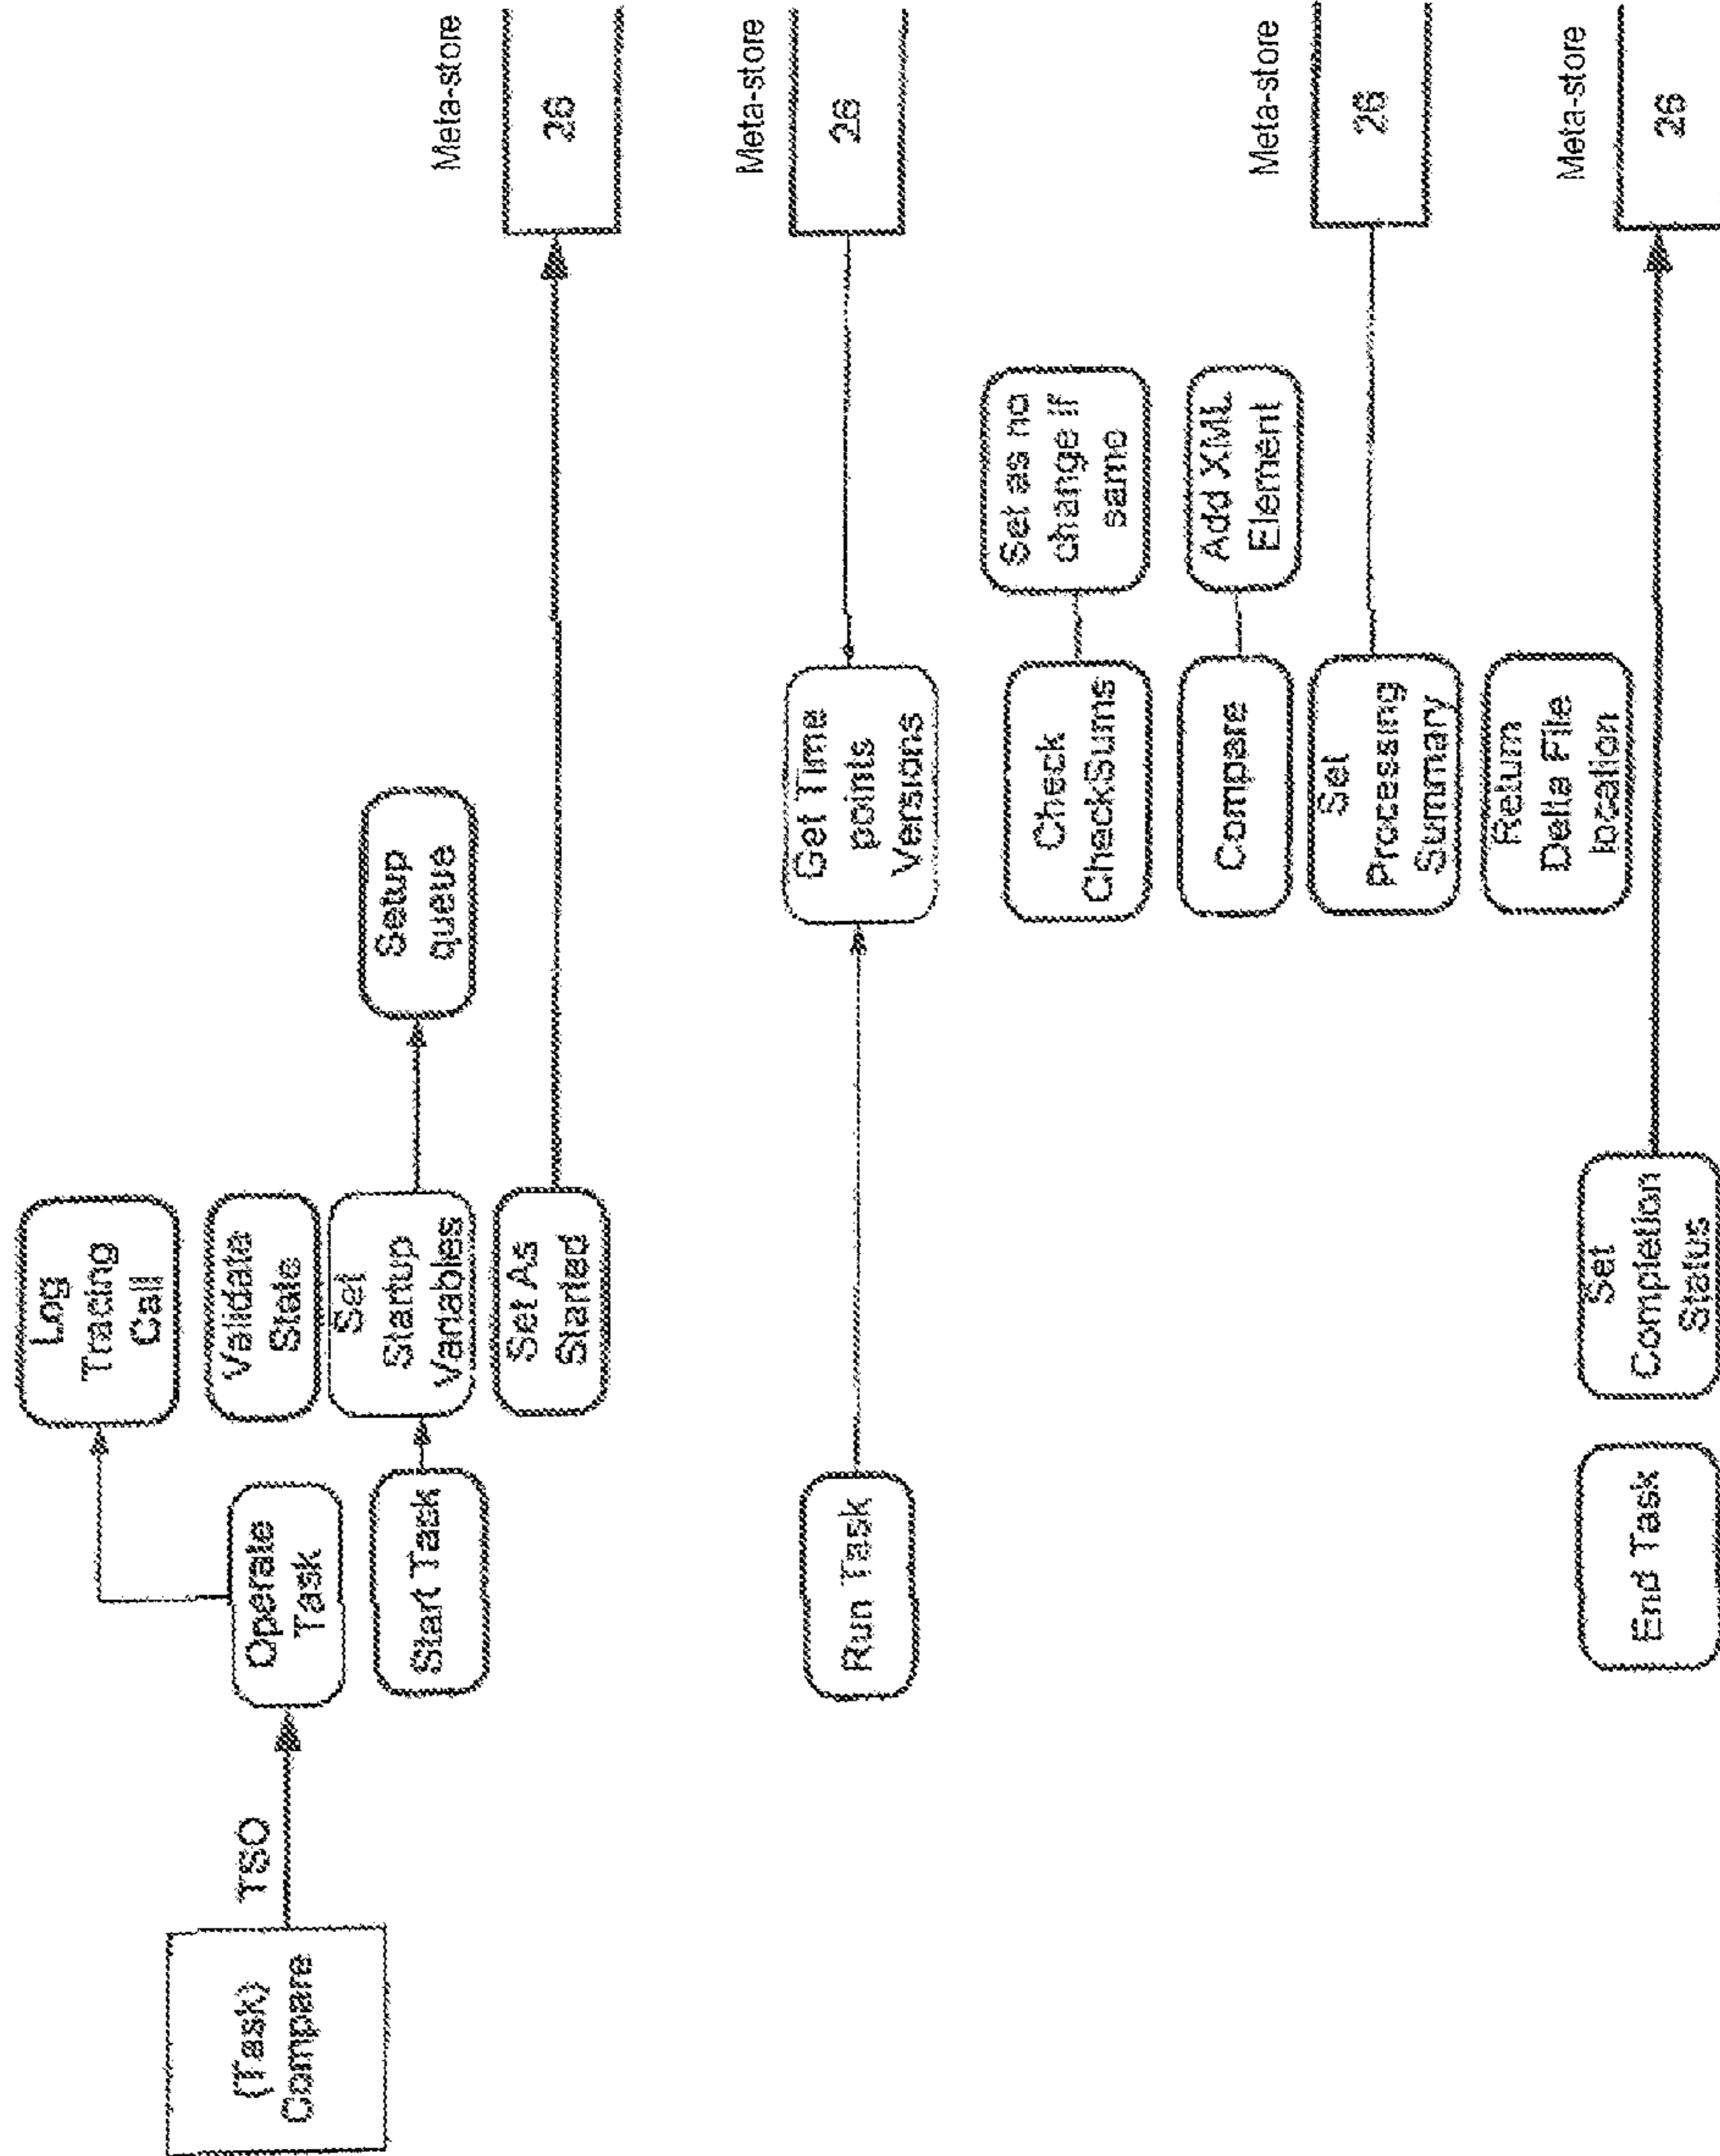 (Task)
Compare
TSO
Operate
Task
Log
Tracing
Call
Validate
State
Start Task
Set
Startup
Variables
Setup
queue
Set As
Started
Meta-store
26
Run Task
Get Time
points
Versions
Meta-store
26
Check
CheckSums
Set as no
change if
same
Compare
Add XML
Element
Set
Processing
Summary
Meta-store
26
Return
Delta File
location
End Task
Set
Completion
Status
Meta-store
26